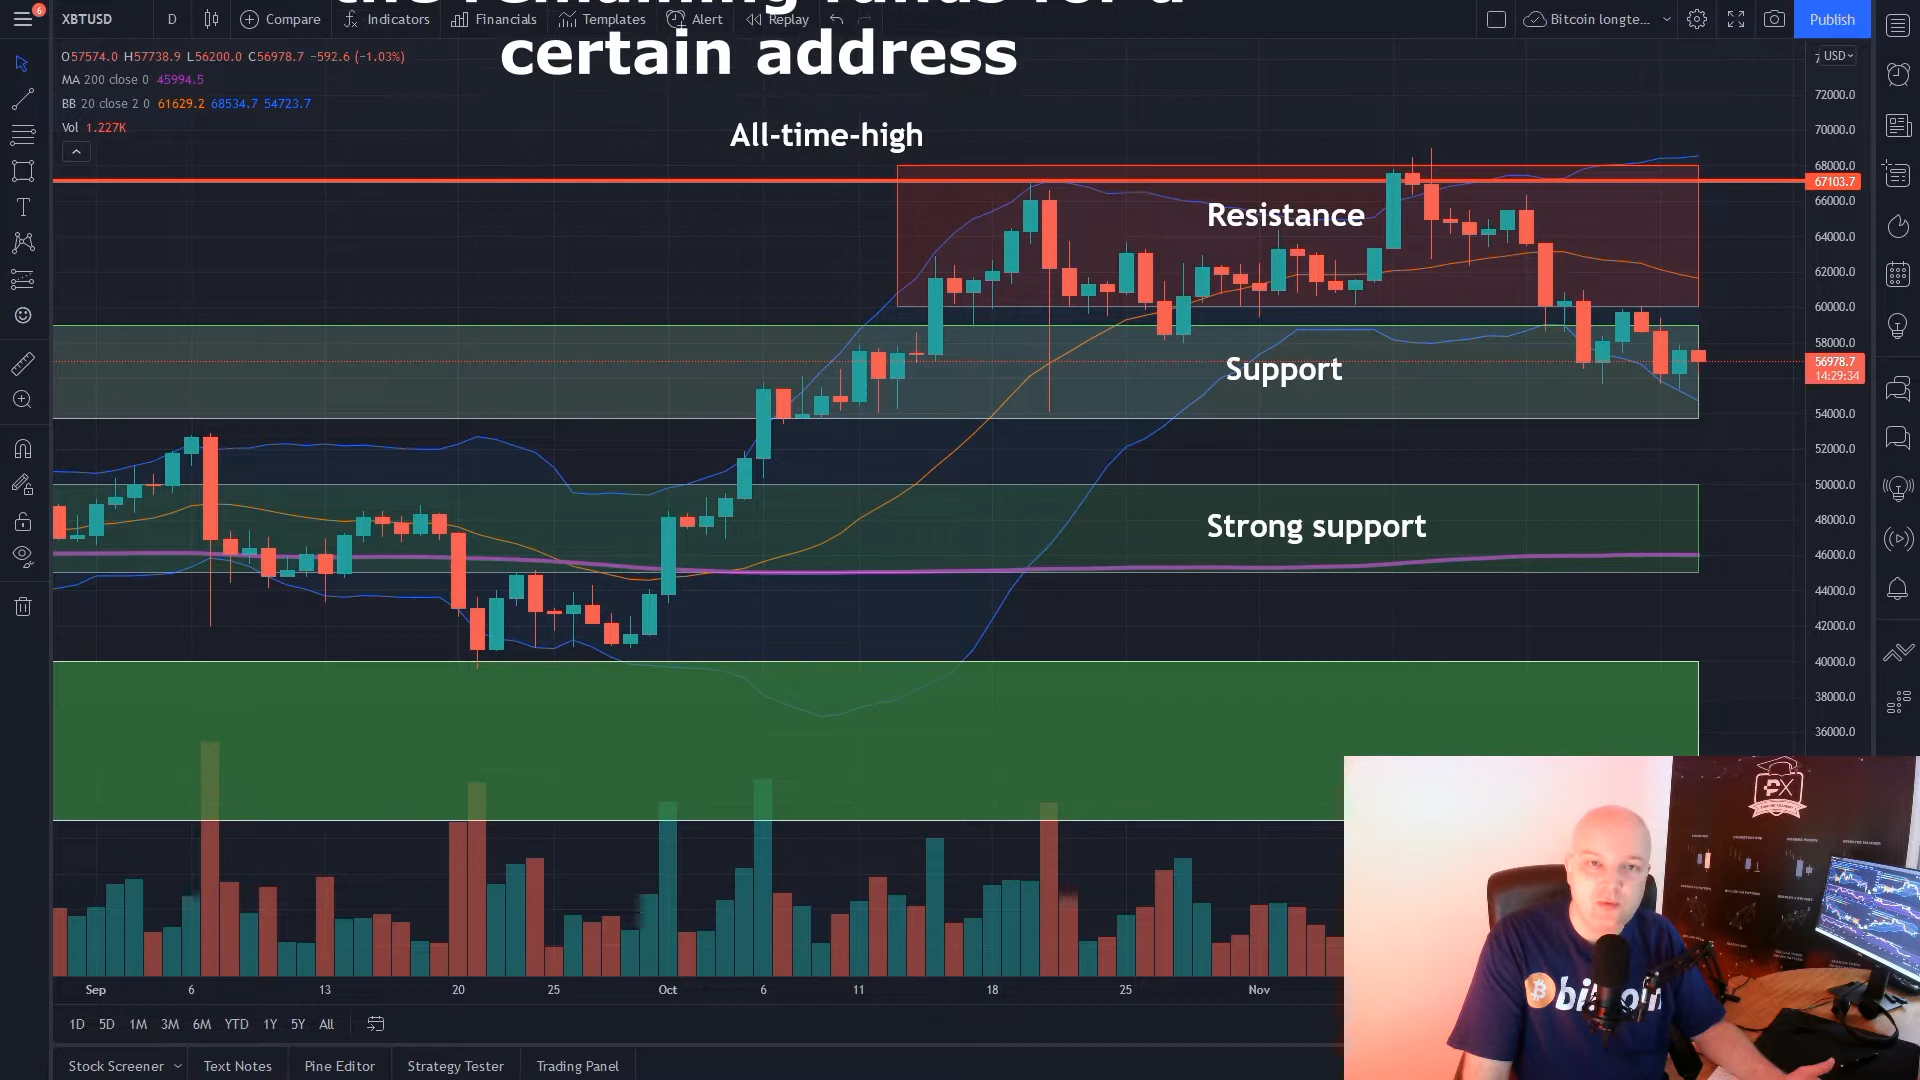 the remaining funds for a
certain address
6
XBTUSD
D
Compare
Indicators
Financials
Templates
Alert
Replay
Bitcoin longte...
Publish
O57574.0 H57738.9 L56200.0 C56978.7 −592.6 (−1.03%)
MA 200 close 0 45994.5
BB 20 close 2 0 61629.2 68534.7 54723.7
Vol 1.227K
All-time-high
Resistance
Support
Strong support
USD
72000.0
70000.0
68000.0
67103.7
66000.0
64000.0
62000.0
60000.0
58000.0
56978.7
14:29:34
54000.0
52000.0
50000.0
48000.0
46000.0
44000.0
42000.0
40000.0
38000.0
36000.0
Sep 6 13 20 25 Oct 6 11 18 25 Nov
1D 5D 1M 3M 6M YTD 1Y 5Y All
Stock Screener
Text Notes
Pine Editor
Strategy Tester
Trading Panel
PX